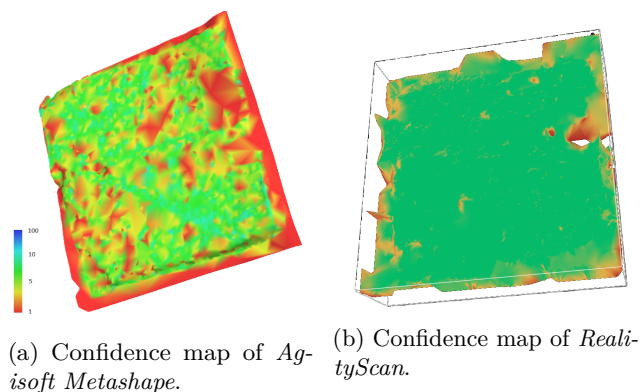 100
10
5
1
(a) Confidence map of Ag-
isoft Metashape.
(b) Confidence map of Reali-
tyScan.